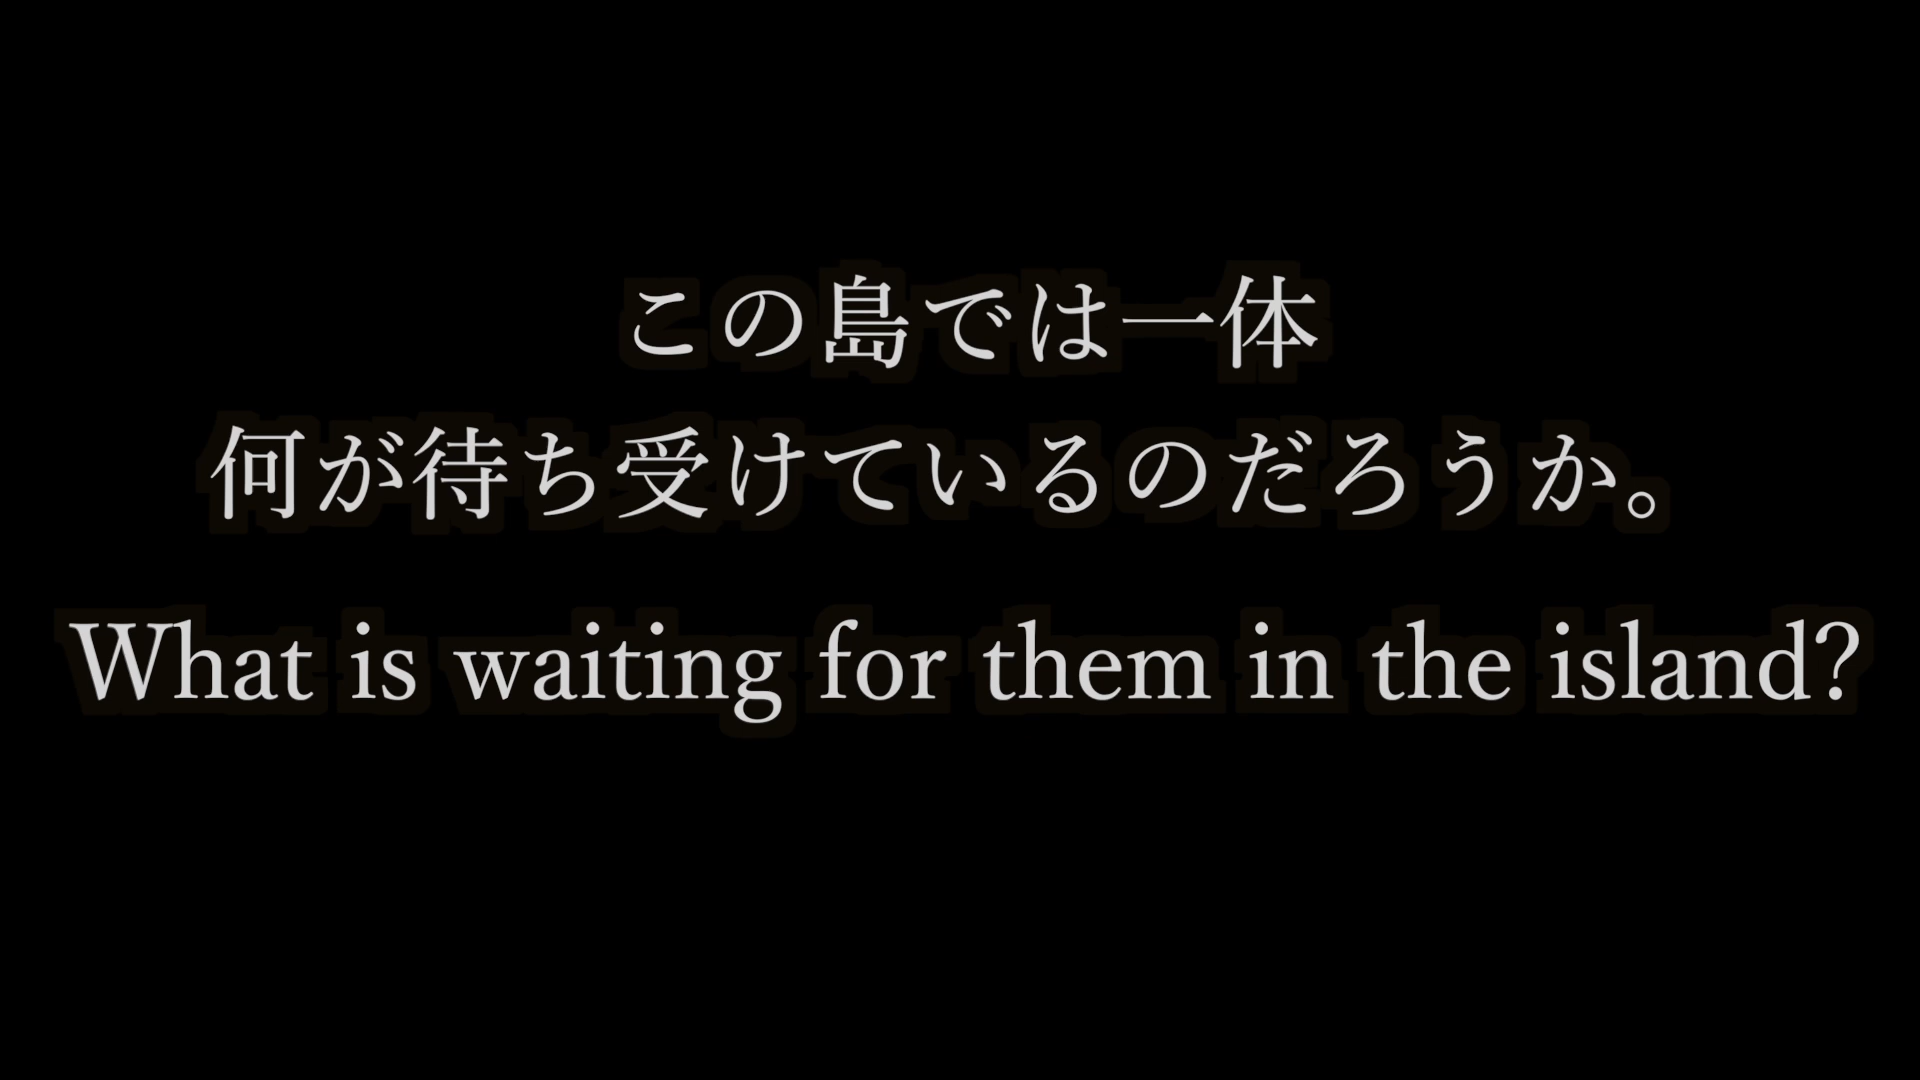 この島では一体
何が待ち受けているのだろうか。
What is waiting for them in the island?